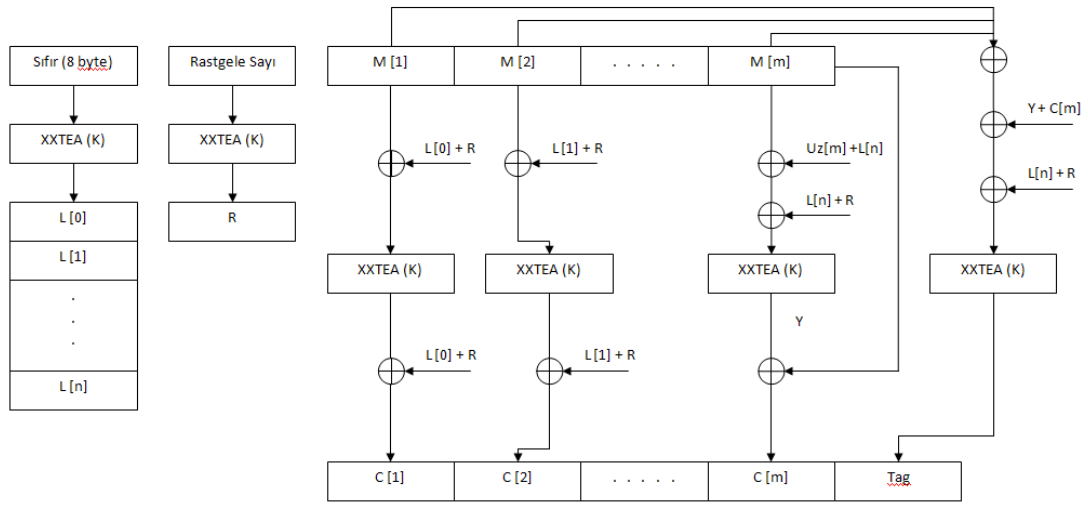 Sıfır (8 byte)
Rastgele Sayı
M [1]
M [2]
. . . . .
M [m]
Y + C[m]
XXTEA (K)
XXTEA (K)
L[0] + R
L[1] + R
Uz[m] +L[n]
L[n] + R
L[n] + R
L [0]
R
L [1]
XXTEA (K)
XXTEA (K)
XXTEA (K)
XXTEA (K)
.
.
.
Y
L[0] + R
L[1] + R
L [n]
C [1]
C [2]
. . . . .
C [m]
Tag